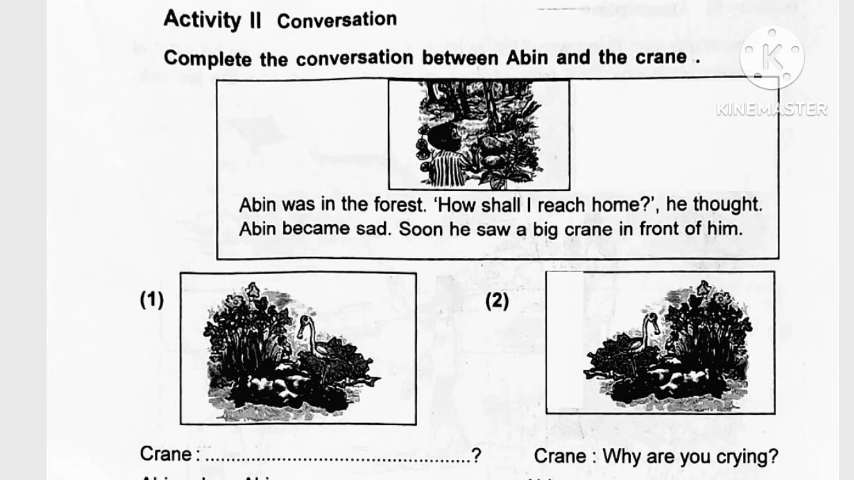 Activity II Conversation
Complete the conversation between Abin and the crane .
K
KINEMASTER
Abin was in the forest. 'How shall I reach home?', he thought.
Abin became sad. Soon he saw a big crane in front of him.
(1)
(2)
Crane : ................................................?
Crane : Why are you crying?